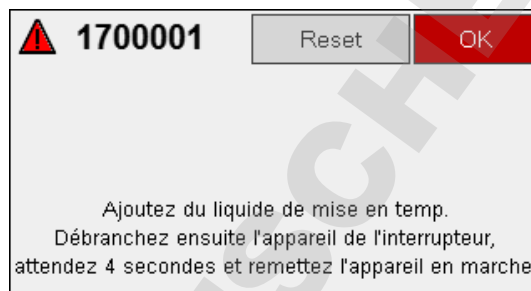 1700001 Reset OK
Ajoutez du liquide de mise en temp.
Débranchez ensuite l'appareil de l'interrupteur,
attendez 4 secondes et remettez l'appareil en marche